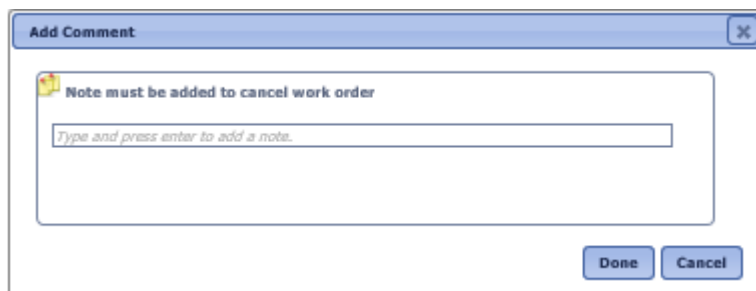 Add Comment
Note must be added to cancel work order
Type and press enter to add a note.
Done Cancel